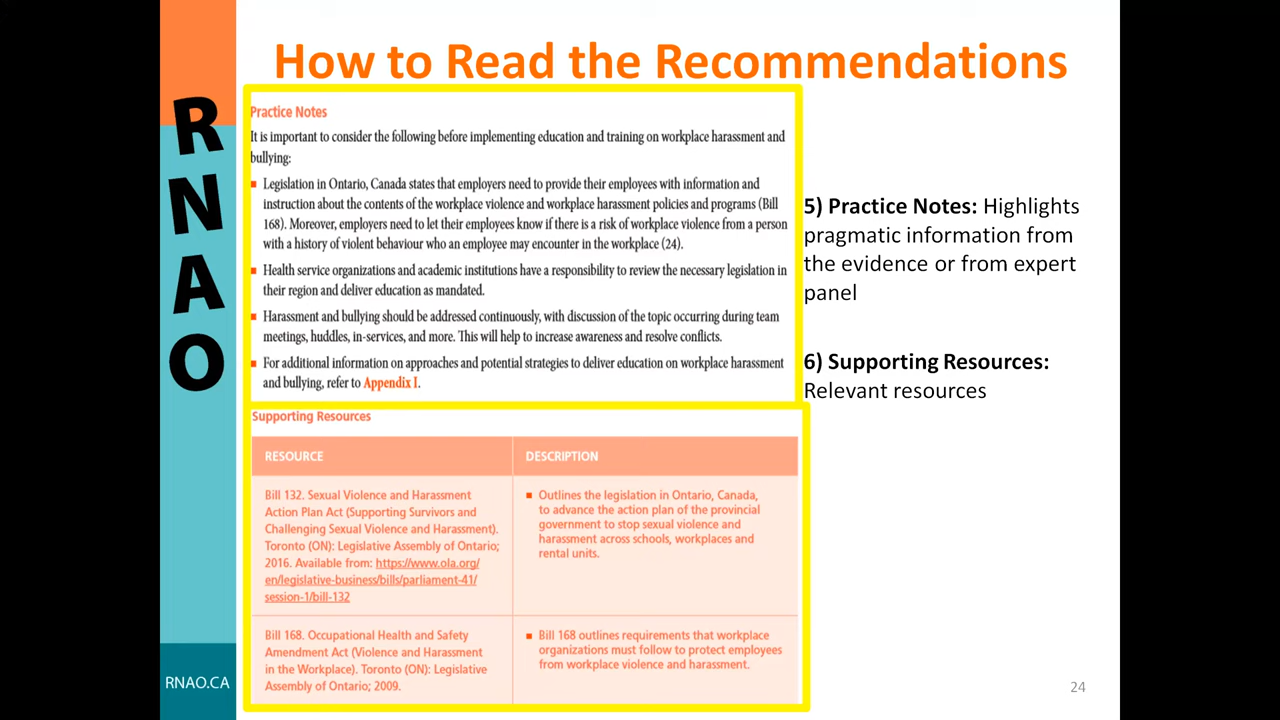 How to Read the Recommendations
R
N
A
O
RNAO.CA
Practice Notes
It is important to consider the following before implementing education and training on workplace harassment and
bullying:
■ Legislation in Ontario, Canada states that employers need to provide their employees with information and
instruction about the contents of the workplace violence and workplace harassment policies and programs (Bill
168). Moreover, employers need to let their employees know if there is a risk of workplace violence from a person
with a history of violent behaviour who an employee may encounter in the workplace (24).
■ Health service organizations and academic institutions have a responsibility to review the necessary legislation in
their region and deliver education as mandated.
■ Harassment and bullying should be addressed continuously, with discussion of the topic occurring during team
meetings, huddles, in-services, and more. This will help to increase awareness and resolve conflicts.
■ For additional information on approaches and potential strategies to deliver education on workplace harassment
and bullying, refer to Appendix I.
Supporting Resources
RESOURCE
DESCRIPTION
Bill 132. Sexual Violence and Harassment
Action Plan Act (Supporting Survivors and
Challenging Sexual Violence and Harassment).
Toronto (ON): Legislative Assembly of Ontario;
2016. Available from: https://www.ola.org/
en/legislative-business/bills/parliament-41/
session-1/bill-132
■ Outlines the legislation in Ontario, Canada,
to advance the action plan of the provincial
government to stop sexual violence and
harassment across schools, workplaces and
rental units.
Bill 168. Occupational Health and Safety
Amendment Act (Violence and Harassment
in the Workplace). Toronto (ON): Legislative
Assembly of Ontario; 2009.
■ Bill 168 outlines requirements that workplace
organizations must follow to protect employees
from workplace violence and harassment.
5) Practice Notes: Highlights
pragmatic information from
the evidence or from expert
panel
6) Supporting Resources:
Relevant resources
24